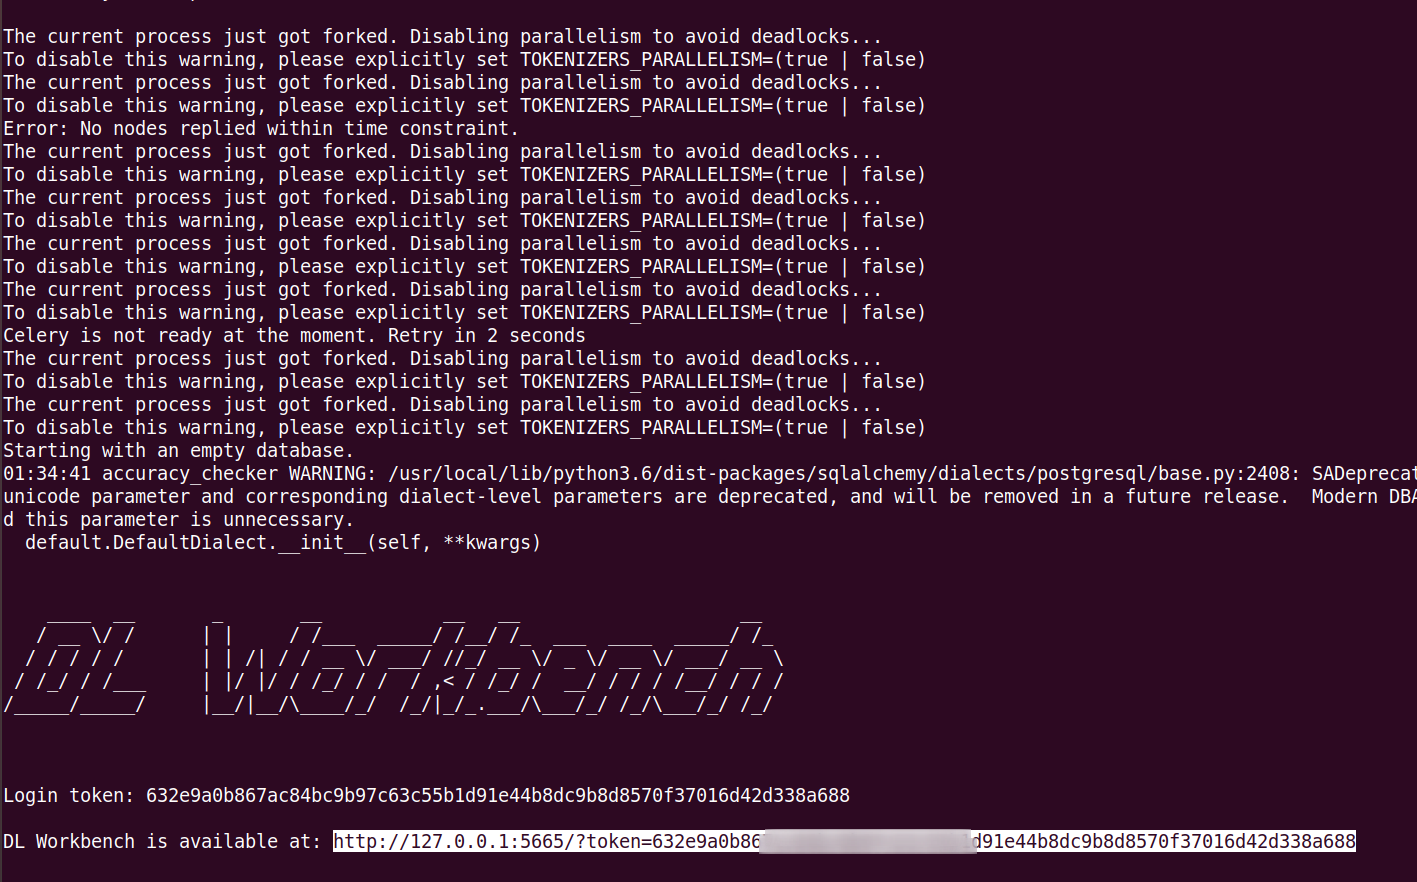 The current process just got forked. Disabling parallelism to avoid deadlocks...
To disable this warning, please explicitly set TOKENIZERS_PARALLELISM=(true | false)
The current process just got forked. Disabling parallelism to avoid deadlocks...
To disable this warning, please explicitly set TOKENIZERS_PARALLELISM=(true | false)
Error: No nodes replied within time constraint.
The current process just got forked. Disabling parallelism to avoid deadlocks...
To disable this warning, please explicitly set TOKENIZERS_PARALLELISM=(true | false)
The current process just got forked. Disabling parallelism to avoid deadlocks...
To disable this warning, please explicitly set TOKENIZERS_PARALLELISM=(true | false)
The current process just got forked. Disabling parallelism to avoid deadlocks...
To disable this warning, please explicitly set TOKENIZERS_PARALLELISM=(true | false)
The current process just got forked. Disabling parallelism to avoid deadlocks...
To disable this warning, please explicitly set TOKENIZERS_PARALLELISM=(true | false)
Celery is not ready at the moment. Retry in 2 seconds
The current process just got forked. Disabling parallelism to avoid deadlocks...
To disable this warning, please explicitly set TOKENIZERS_PARALLELISM=(true | false)
The current process just got forked. Disabling parallelism to avoid deadlocks...
To disable this warning, please explicitly set TOKENIZERS_PARALLELISM=(true | false)
Starting with an empty database.
01:34:41 accuracy_checker WARNING: /usr/local/lib/python3.6/dist-packages/sqlalchemy/dialects/postgresql/base.py:2408: SADeprecat
unicode parameter and corresponding dialect-level parameters are deprecated, and will be removed in a future release.  Modern DBA
d this parameter is unnecessary.
  default.DefaultDialect.__init__(self, **kwargs)
DL Workbench
Login token: 632e9a0b867ac84bc9b97c63c55b1d91e44b8dc9b8d8570f37016d42d338a688
DL Workbench is available at: http://127.0.0.1:5665/?token=632e9a0b86 d91e44b8dc9b8d8570f37016d42d338a688